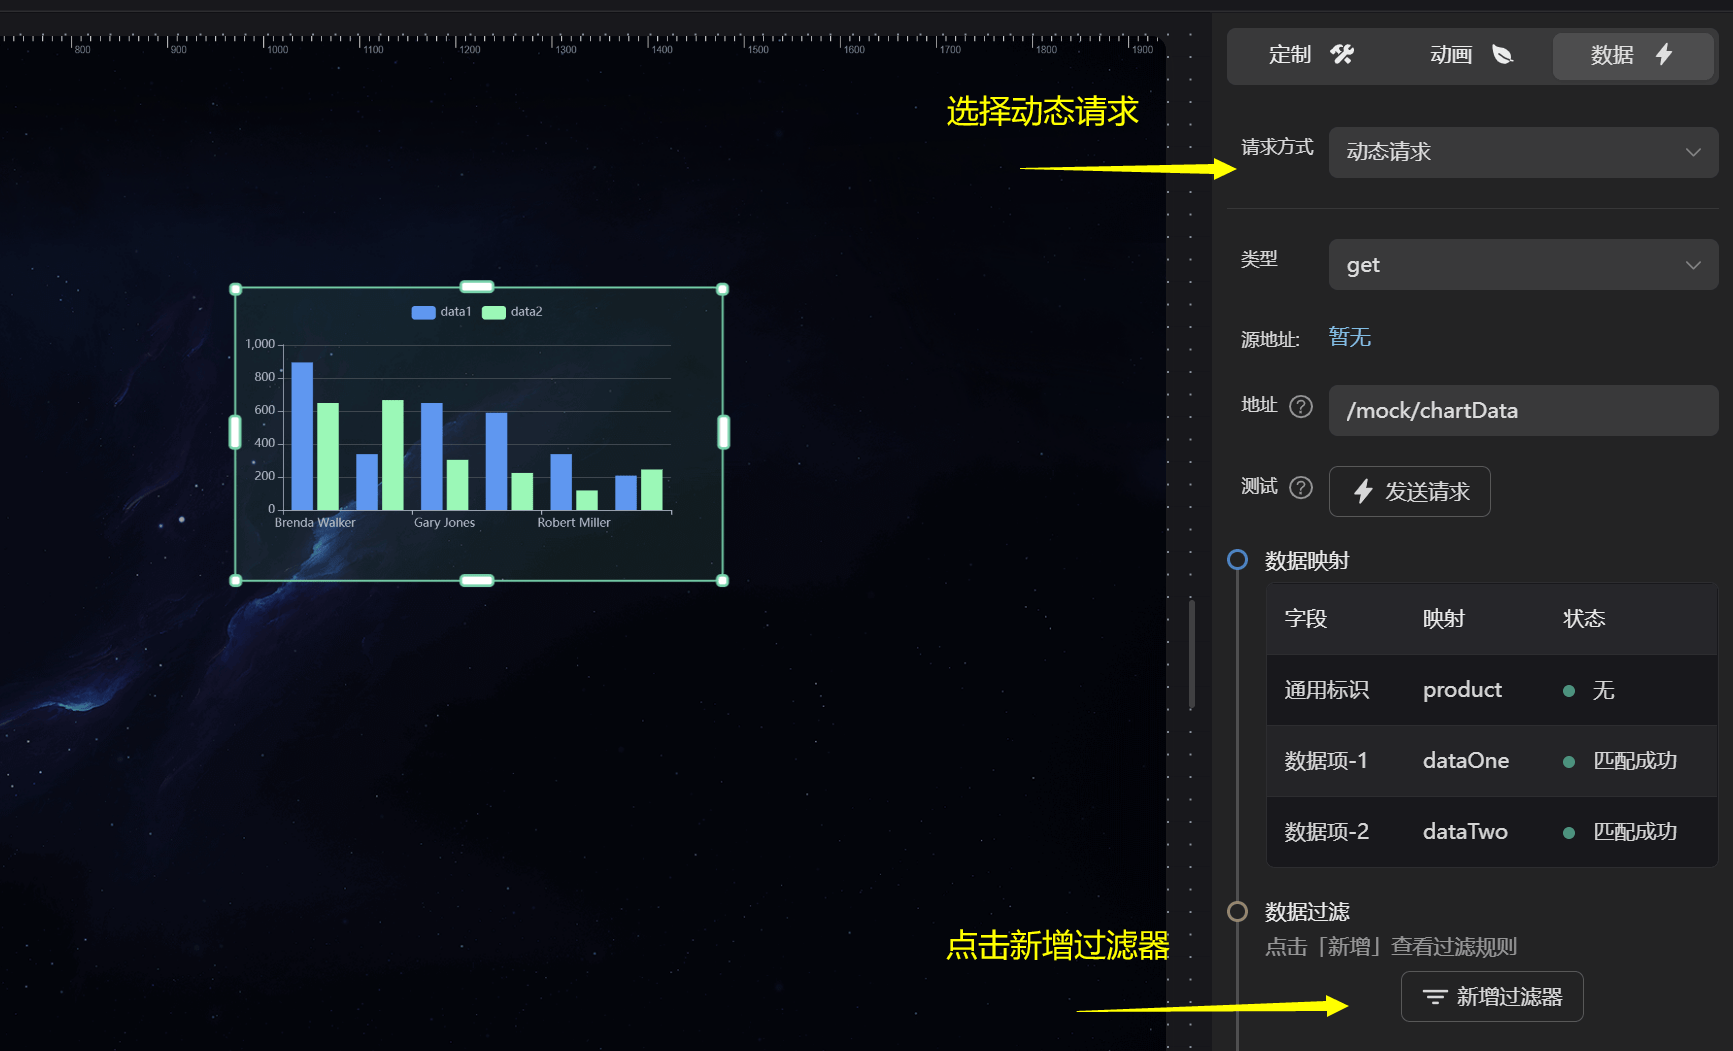 800 900 1000 1100 1200 1300 1400 1500 1600 1700 1800 1900
定制 动画 数据
选择动态请求
请求方式 动态请求
类型 get
源地址: 暂无
data1 data2
1,000
800
600
400
200
0
Brenda Walker Gary Jones Robert Miller
地址 ? /mock/chartData
测试 ? 发送请求
数据映射
字段 映射 状态
通用标识 product 无
数据项-1 dataOne 匹配成功
数据项-2 dataTwo 匹配成功
数据过滤
点击「新增」查看过滤规则
点击新增过滤器
新增过滤器